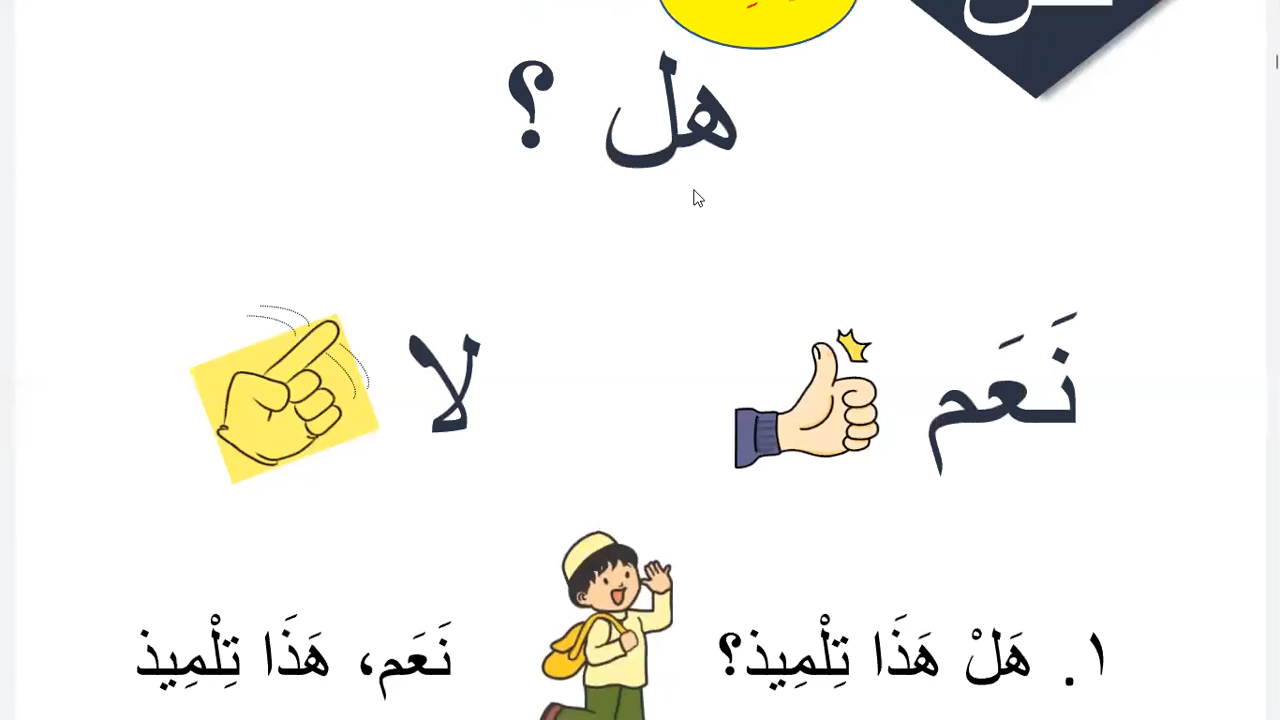 هل ؟
نَعَم
لا
١. هَلْ هَذَا تِلْمِيذ؟
نَعَم، هَذَا تِلْمِيذ